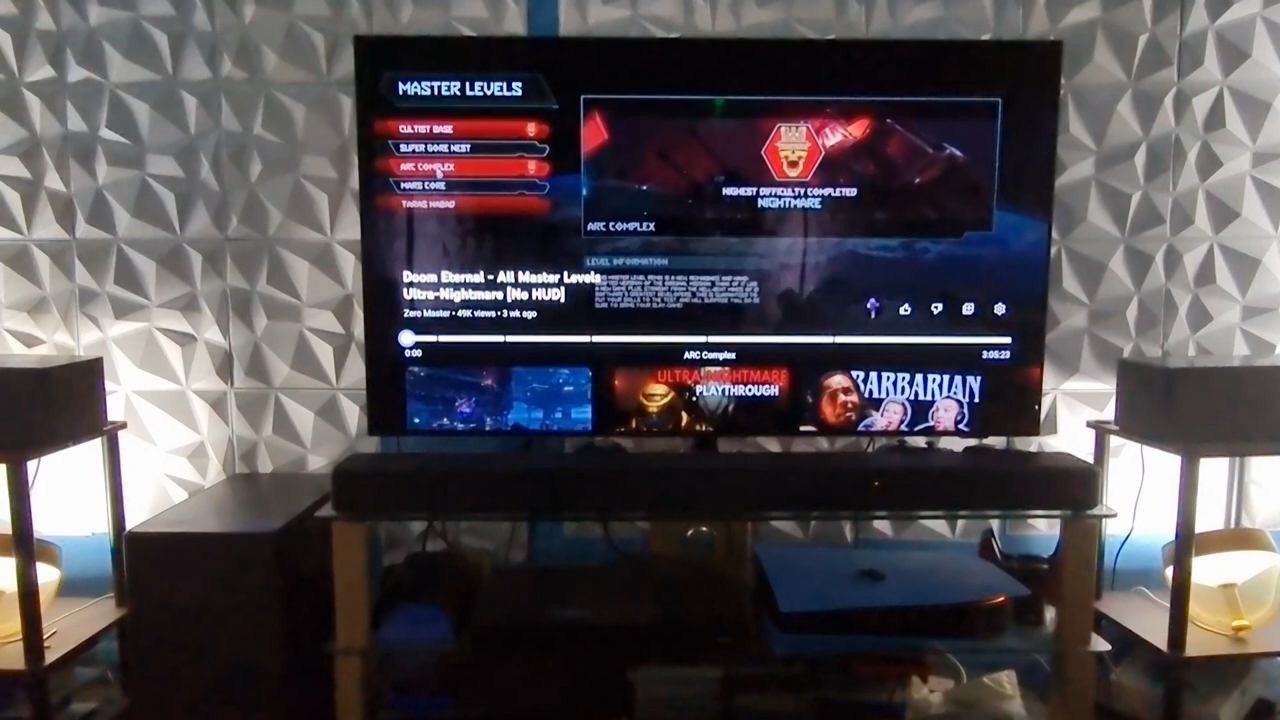 MASTER LEVELS
CULTIST BASE
SUPER GORE NEST
ARC COMPLEX
MARS CORE
TARAS NABAD
HIGHEST DIFFICULTY COMPLETED
NIGHTMARE
ARC COMPLEX
LEVEL INFORMATION
MASTER LEVEL
Doom Eternal - All Master Levels
Ultra-Nightmare [No HUD]
Zero Master • 49K views • 3 wk ago
0:00
ARC Complex
3:05:23
ULTRA-NIGHTMARE
PLAYTHROUGH
BARBARIAN